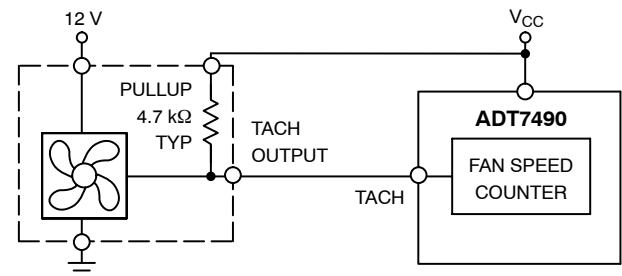 12 V
VCC
PULLUP
4.7 kΩ
TYP
TACH
OUTPUT
TACH
ADT7490
FAN SPEED
COUNTER